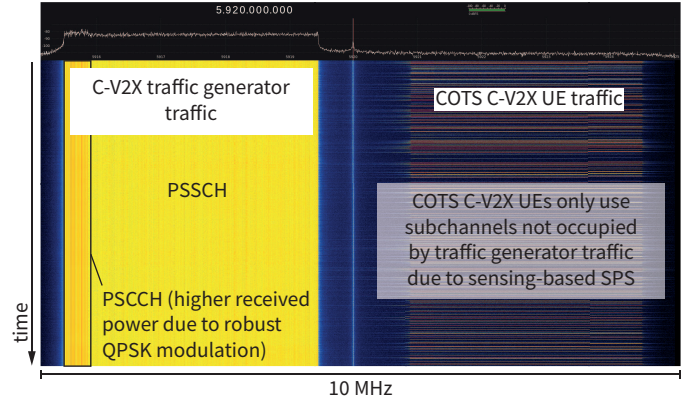 5.920.000.000
C-V2X traffic generator
traffic
COTS C-V2X UE traffic
PSSCH
COTS C-V2X UEs only use
subchannels not occupied
by traffic generator traffic
due to sensing-based SPS
PSCCH (higher received
power due to robust
QPSK modulation)
time
10 MHz